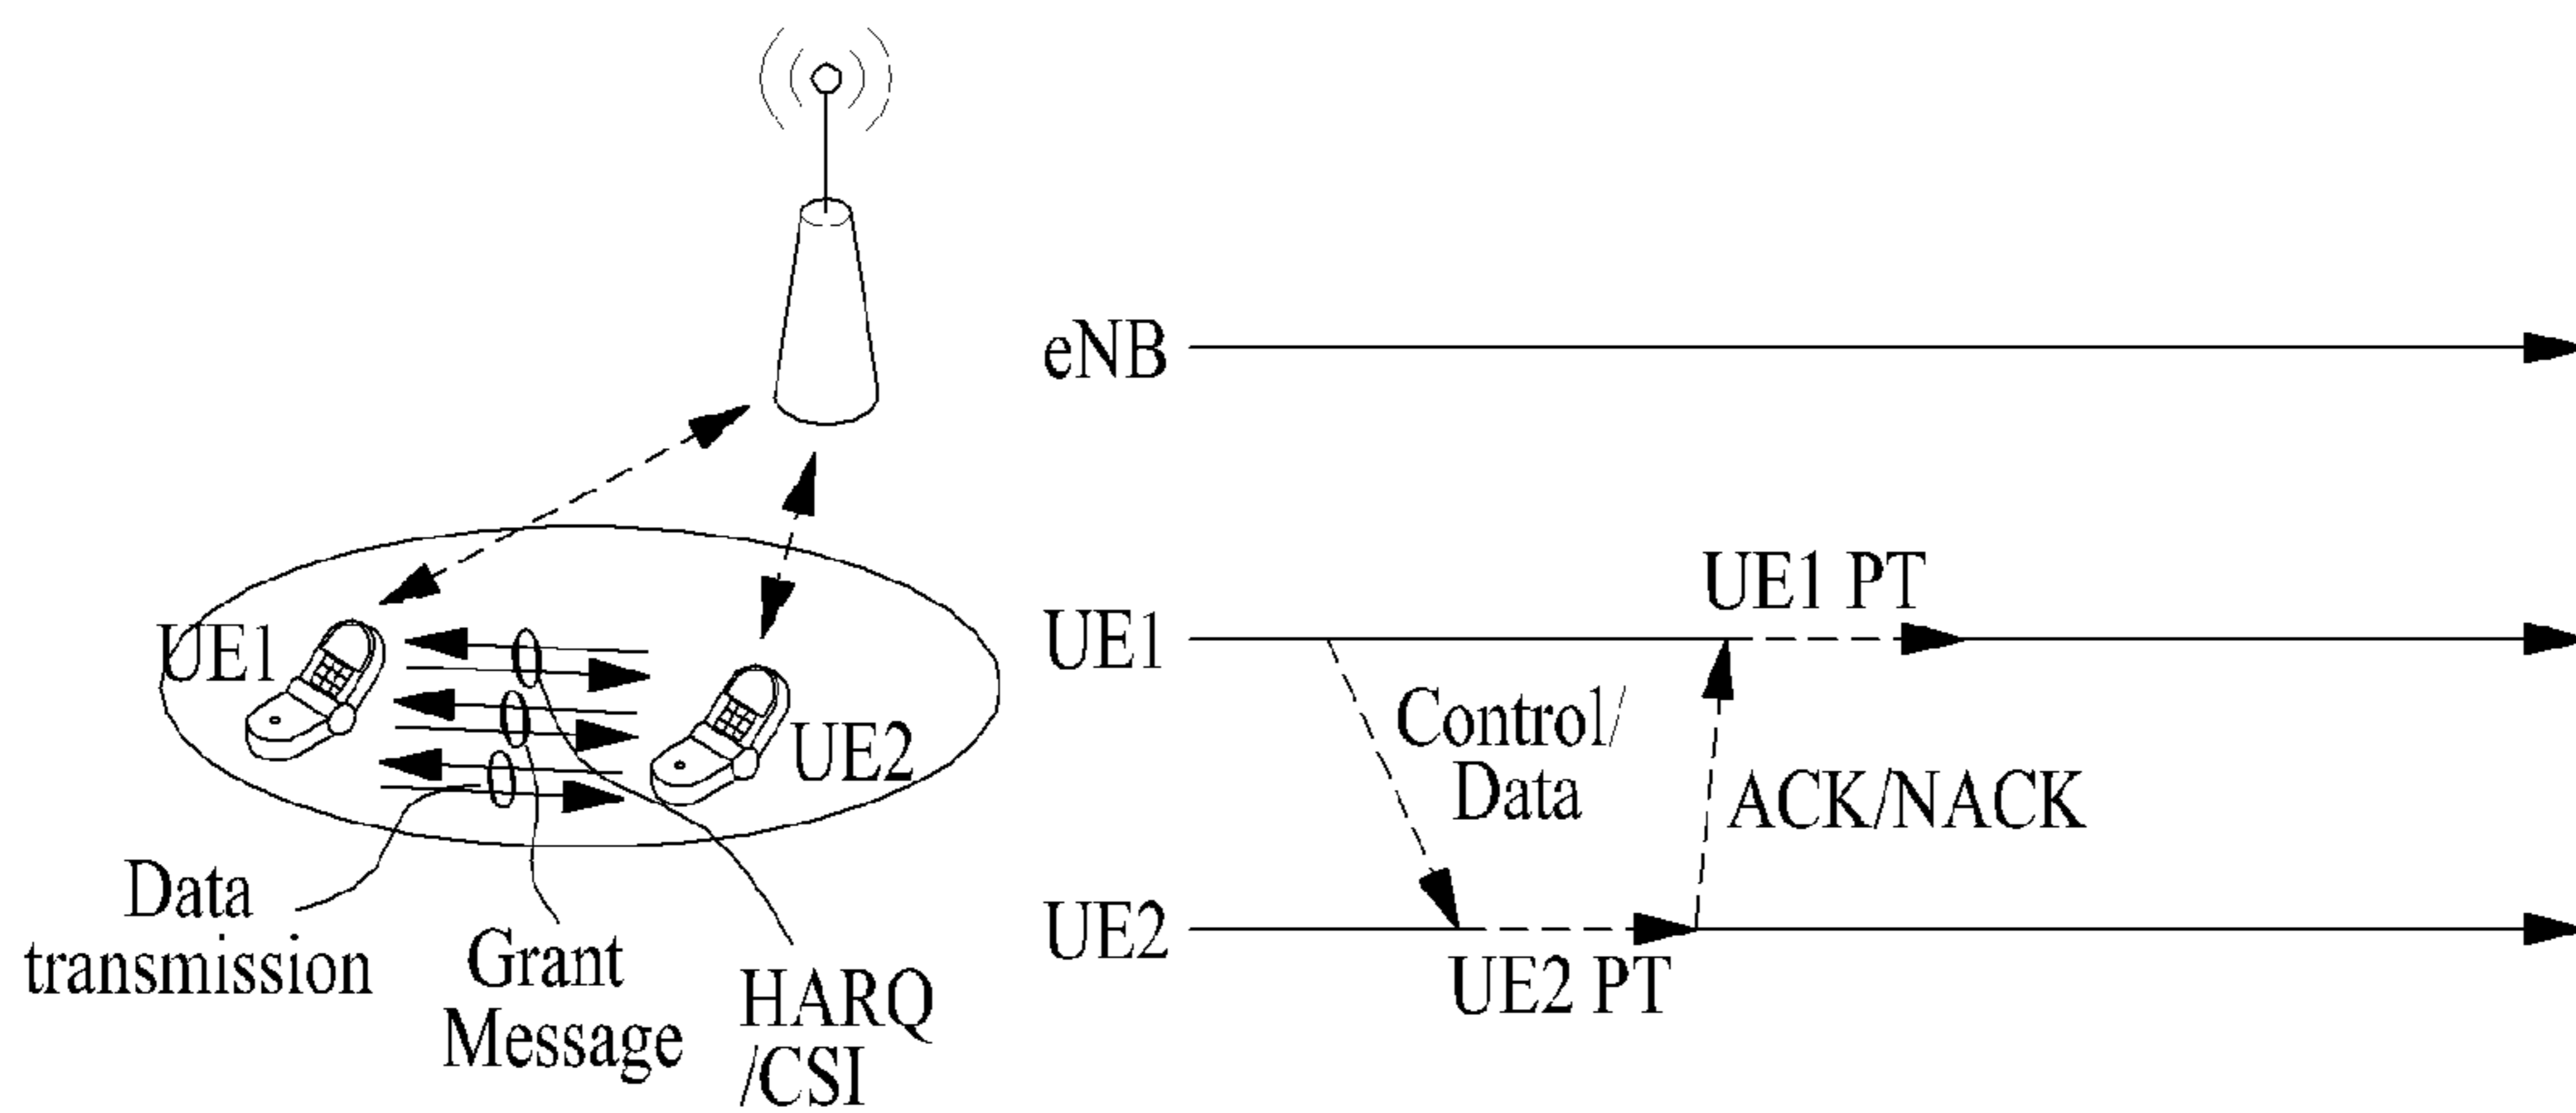 UE1
UE2
Data
transmission
Grant
Message
HARQ
/CSI
eNB
UE1
UE1 PT
Control/
Data
ACK/NACK
UE2
UE2 PT